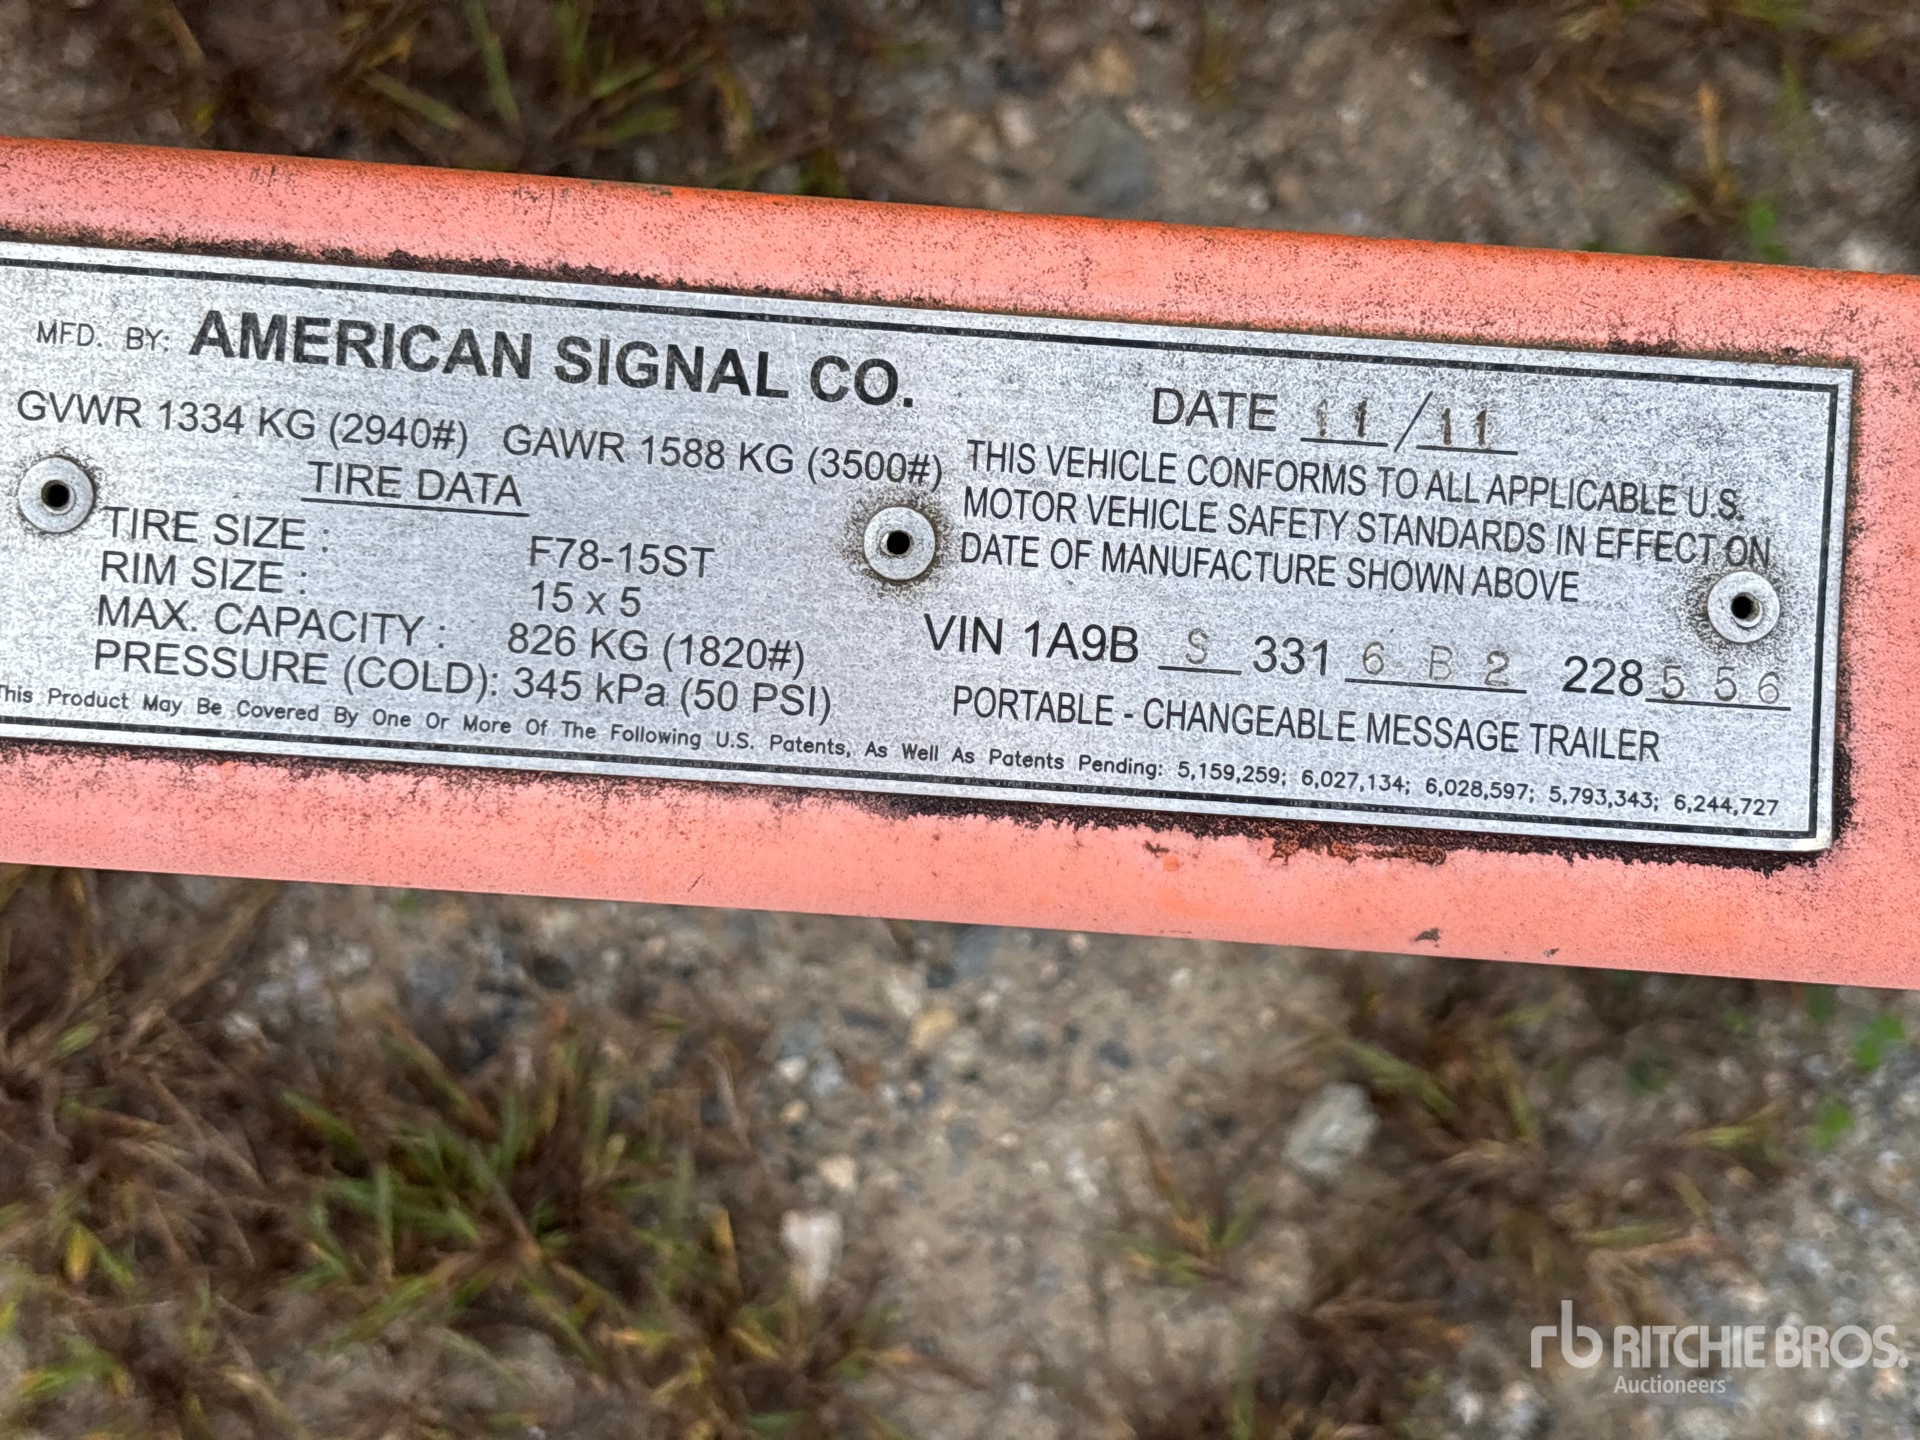 MFD. BY: AMERICAN SIGNAL CO.
GVWR 1334 KG (2940#) GAWR 1588 KG (3500#)
TIRE DATA
TIRE SIZE : F78-15ST
RIM SIZE : 15 x 5
MAX. CAPACITY : 826 KG (1820#)
PRESSURE (COLD): 345 kPa (50 PSI)
DATE 11/11
THIS VEHICLE CONFORMS TO ALL APPLICABLE U.S.
MOTOR VEHICLE SAFETY STANDARDS IN EFFECT ON
DATE OF MANUFACTURE SHOWN ABOVE
VIN 1A9B S 331 6 B 2 228 556
PORTABLE - CHANGEABLE MESSAGE TRAILER
This Product May Be Covered By One Or More Of The Following U.S. Patents, As Well As Patents Pending: 5,159,259; 6,027,134; 6,028,597; 5,793,343; 6,244,727
rb RITCHIE BROS.
Auctioneers